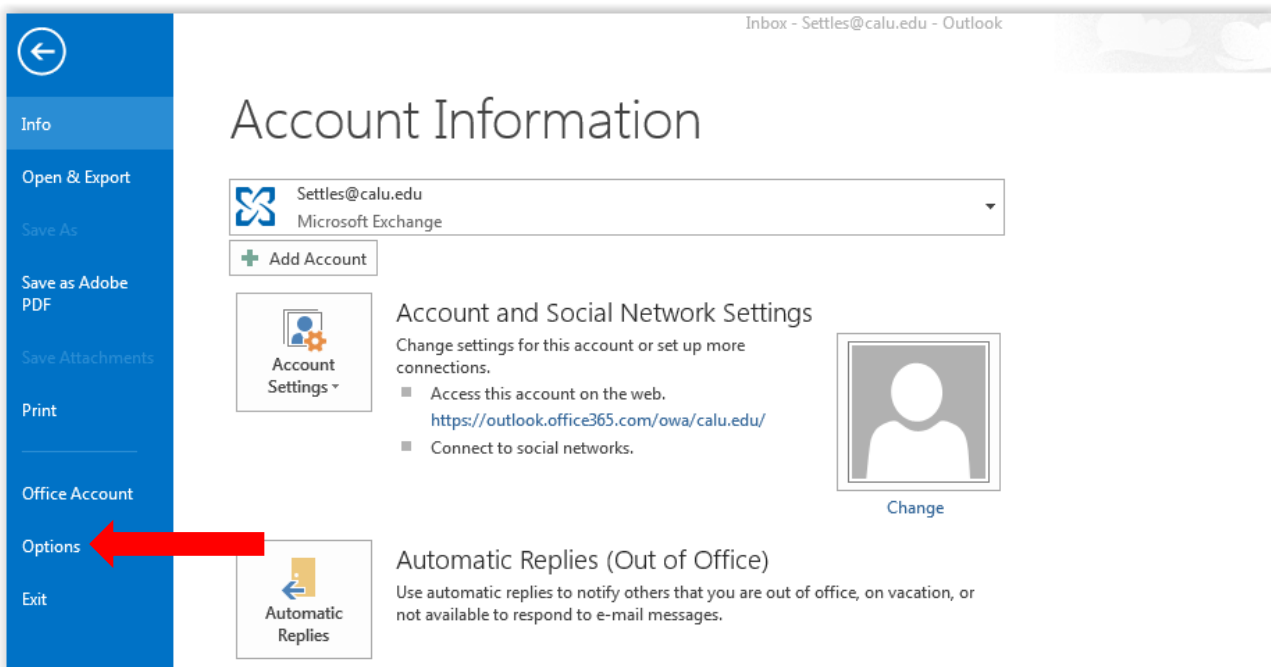 Inbox - Settles@calu.edu - Outlook
Info
Open & Export
Save As
Save as Adobe
PDF
Save Attachments
Print
Office Account
Options
Exit
Account Information
Settles@calu.edu
Microsoft Exchange
Add Account
Account
Settings
Account and Social Network Settings
Change settings for this account or set up more
connections.
Access this account on the web.
https://outlook.office365.com/owa/calu.edu/
Connect to social networks.
Change
Automatic
Replies
Automatic Replies (Out of Office)
Use automatic replies to notify others that you are out of office, on vacation, or
not available to respond to e-mail messages.